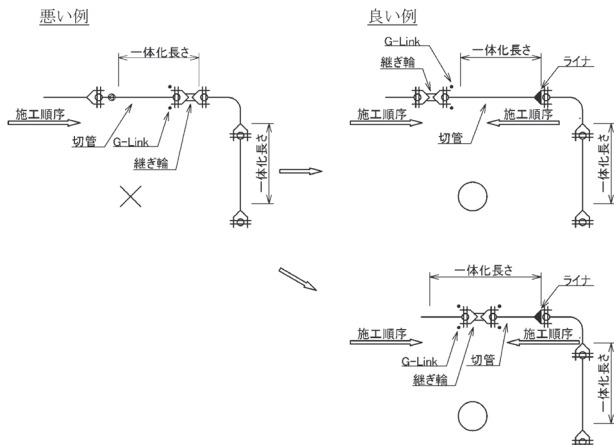 悪い例
一体化長さ
施工順序
切管
G-Link
継ぎ輪
一体化長さ
良い例
G-Link
一体化長さ
ライナ
継ぎ輪
施工順序
施工順序
切管
一体化長さ
一体化長さ
ライナ
施工順序
施工順序
G-Link
切管
継ぎ輪
一体化長さ